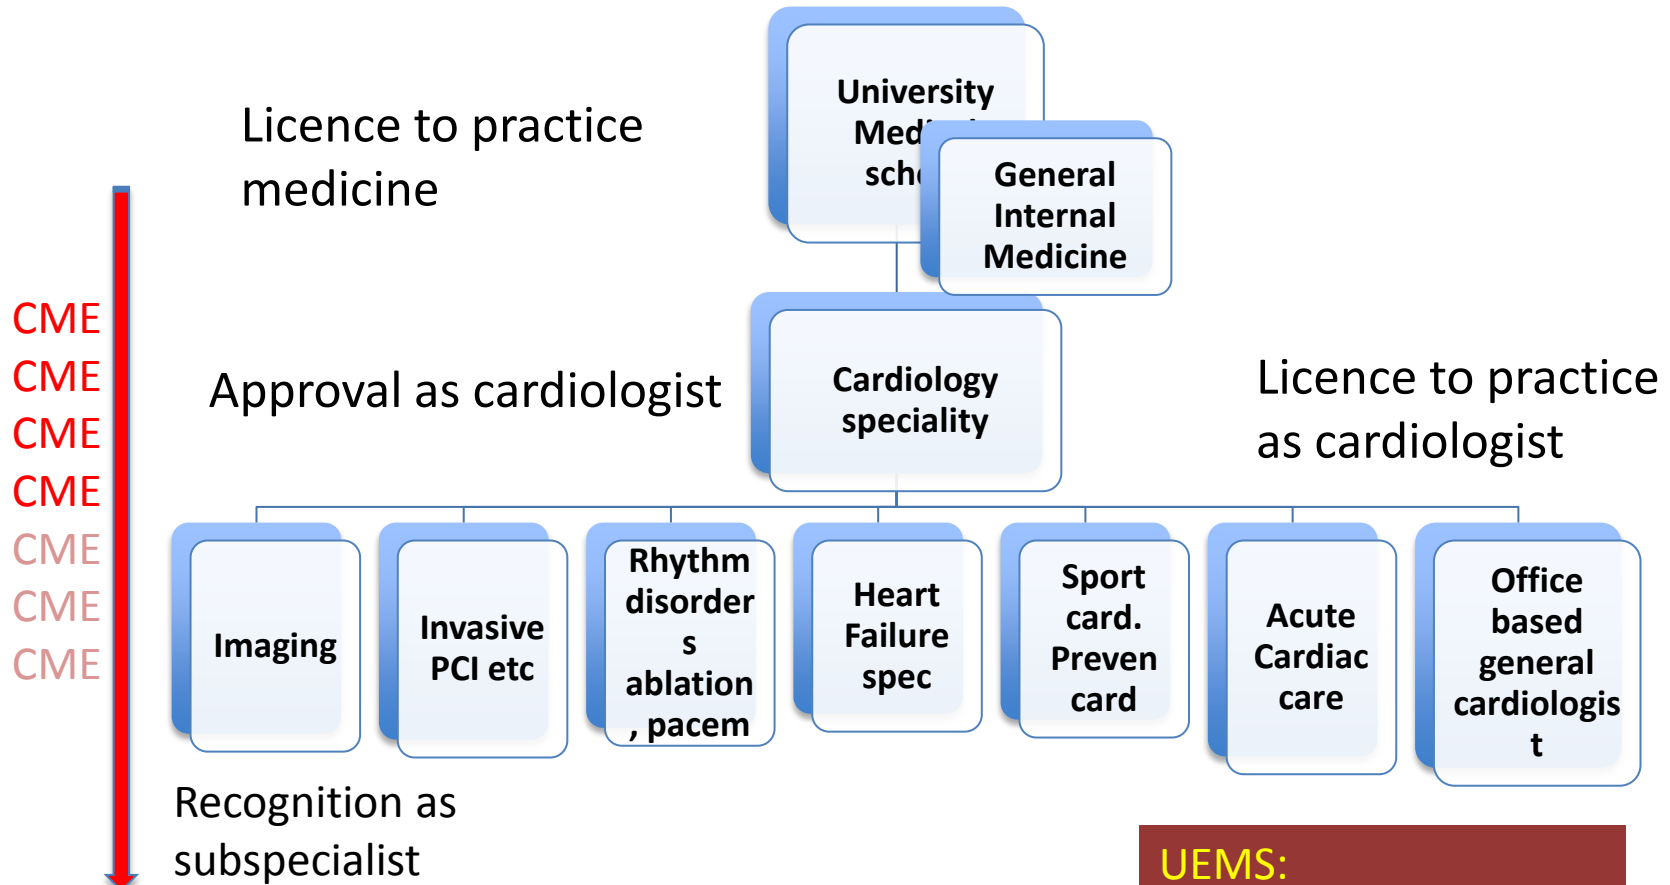 University
Medical
school
Licence to practice
medicine
General
Internal
Medicine
CME
CME
CME
CME
CME
CME
CME
Approval as cardiologist
Cardiology
speciality
Licence to practice
as cardiologist
Imaging
Invasive
PCI etc
Rhythm
disorder
s
ablation
, pacem
Heart
Failure
spec
Sport
card.
Preven
card
Acute
Cardiac
care
Office
based
general
cardiologis
t
Recognition as
subspecialist
UEMS: